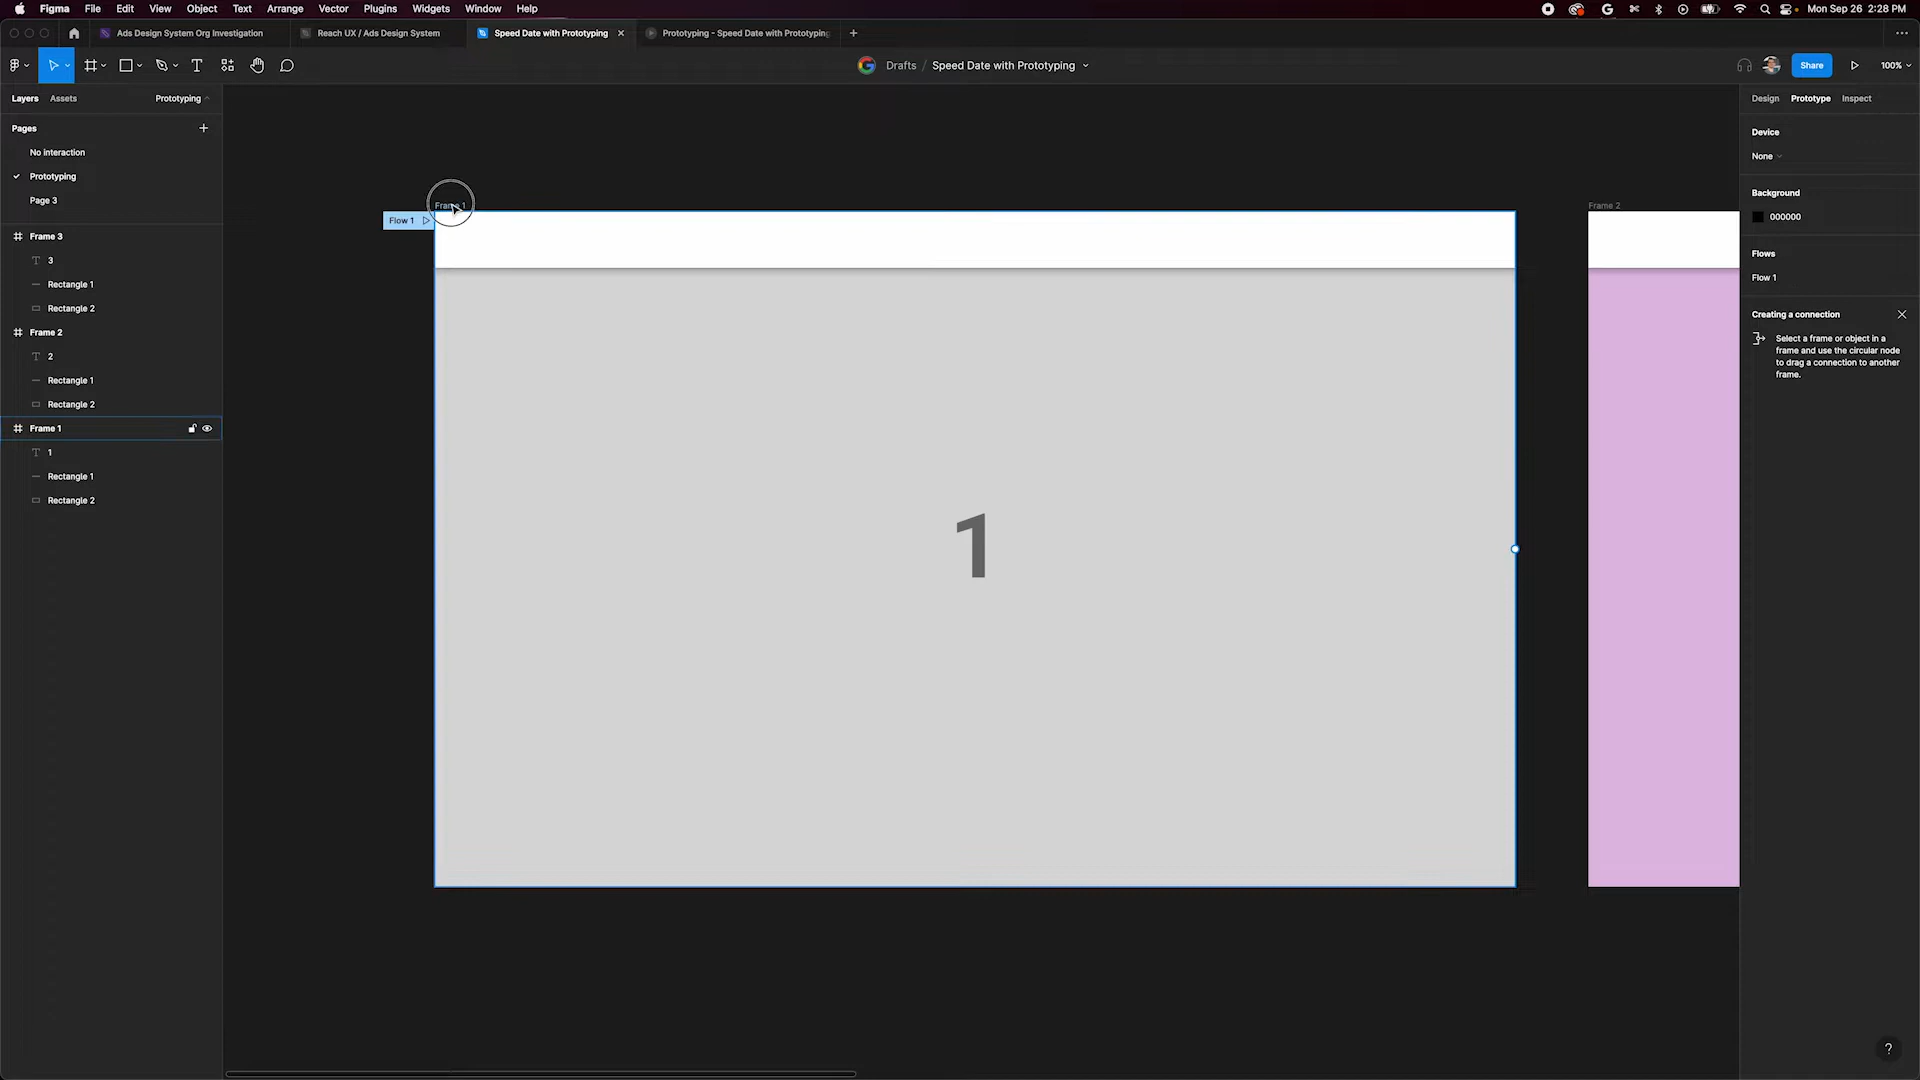 Figma File Edit View Object Text Arrange Vector Plugins Widgets Window Help
Mon Sep 26 2:28 PM
Ads Design System Org Investigation
Reach UX / Ads Design System
Speed Date with Prototyping
Prototyping - Speed Date with Prototyping
Drafts / Speed Date with Prototyping
Share
100%
Layers Assets Prototyping
Pages
No interaction
Prototyping
Page 3
Frame 3
3
Rectangle 1
Rectangle 2
Frame 2
2
Rectangle 1
Rectangle 2
Frame 1
1
Rectangle 1
Rectangle 2
Frame 1
Flow 1
1
Frame 2
Design Prototype Inspect
Device
None
Background
000000
Flows
Flow 1
Creating a connection
Select a frame or object in a
frame and use the circular node
to drag a connection to another
frame.
?